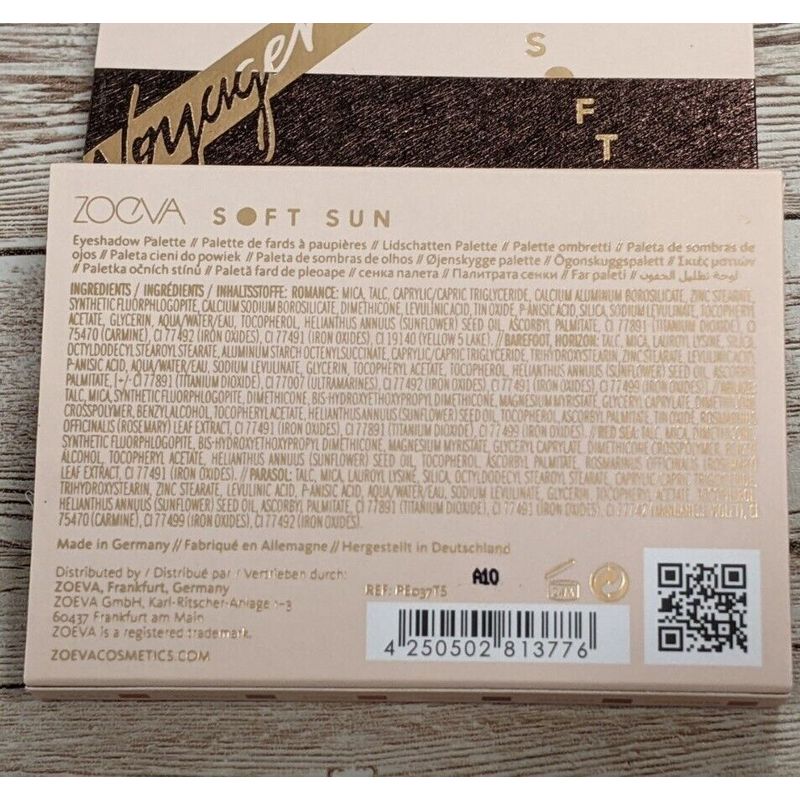 Voyager
S
F
T
ZOEVA SOFT SUN
Eyeshadow Palette // Palette de fards à paupières // Lidschatten Palette // Palette ombretti // Paleta de sombras de
ojos // Paleta cieni do powiek // Paleta de sombras de olhos // Øjenskygge palette // Ögonskuggspalett // Σκιές ματιών
// Paletka očních stínů // Paletă fard de pleoape // сенка палета // Палитрата сенки // Far paleti // لوحة تظليل الجفون
INGREDIENTS / INGRÉDIENTS / INHALTSSTOFFE: ROMANCE: MICA, TALC, CAPRYLIC/CAPRIC TRIGLYCERIDE, CALCIUM ALUMINUM BOROSILICATE, ZINC STEARATE,
SYNTHETIC FLUORPHLOGOPITE, CALCIUM SODIUM BOROSILICATE, DIMETHICONE, LEVULINIC ACID, TIN OXIDE, P-ANISIC ACID, SILICA, SODIUM LEVULINATE, TOCOPHERYL
ACETATE, GLYCERIN, AQUA/WATER/EAU, TOCOPHEROL, HELIANTHUS ANNUUS (SUNFLOWER) SEED OIL, ASCORBYL PALMITATE, CI 77891 (TITANIUM DIOXIDE), CI
75470 (CARMINE), CI 77492 (IRON OXIDES), CI 77491 (IRON OXIDES), CI 19140 (YELLOW 5 LAKE). // BAREFOOT, HORIZON: TALC, MICA, LAUROYL LYSINE, SILICA,
OCTYLDODECYL STEAROYL STEARATE, ALUMINUM STARCH OCTENYLSUCCINATE, CAPRYLIC/CAPRIC TRIGLYCERIDE, TRIHYDROXYSTEARIN, ZINC STEARATE, LEVULINIC ACID,
P-ANISIC ACID, AQUA/WATER/EAU, SODIUM LEVULINATE, GLYCERIN, TOCOPHERYL ACETATE, TOCOPHEROL, HELIANTHUS ANNUUS (SUNFLOWER) SEED OIL, ASCORBYL
PALMITATE, [+/- CI 77891 (TITANIUM DIOXIDE), CI 77007 (ULTRAMARINES), CI 77492 (IRON OXIDES), CI 77491 (IRON OXIDES), CI 77499 (IRON OXIDES)]
TALC, MICA, SYNTHETIC FLUORPHLOGOPITE, DIMETHICONE, BIS-HYDROXYETHOXYPROPYL DIMETHICONE, MAGNESIUM MYRISTATE, GLYCERYL CAPRYLATE, DIMETHICONE
CROSSPOLYMER, BENZYL ALCOHOL, TOCOPHERYL ACETATE, HELIANTHUS ANNUUS (SUNFLOWER) SEED OIL, TOCOPHEROL, ASCORBYL PALMITATE, TIN OXIDE, ROSMARINUS
OFFICINALIS (ROSEMARY) LEAF EXTRACT, CI 77491 (IRON OXIDES), CI 77891 (TITANIUM DIOXIDE), CI 77499 (IRON OXIDES). // RED SEA: TALC, MICA, DIMETHICONE,
SYNTHETIC FLUORPHLOGOPITE, BIS-HYDROXYETHOXYPROPYL DIMETHICONE, MAGNESIUM MYRISTATE, GLYCERYL CAPRYLATE, DIMETHICONE CROSSPOLYMER, BENZYL
ALCOHOL, TOCOPHERYL ACETATE, HELIANTHUS ANNUUS (SUNFLOWER) SEED OIL, TOCOPHEROL, ASCORBYL PALMITATE, ROSMARINUS OFFICINALIS (ROSEMARY)
LEAF EXTRACT, CI 77491 (IRON OXIDES). // PARASOL: TALC, MICA, LAUROYL LYSINE, SILICA, OCTYLDODECYL STEAROYL STEARATE, CAPRYLIC/CAPRIC TRIGLYCERIDE,
TRIHYDROXYSTEARIN, ZINC STEARATE, LEVULINIC ACID, P-ANISIC ACID, AQUA/WATER/EAU, SODIUM LEVULINATE, GLYCERIN, TOCOPHERYL ACETATE, TOCOPHEROL,
HELIANTHUS ANNUUS (SUNFLOWER) SEED OIL, ASCORBYL PALMITATE, CI 77891 (TITANIUM DIOXIDE), CI 77491 (IRON OXIDES), CI 77742 (MANGANESE VIOLET), CI
75470 (CARMINE), CI 77499 (IRON OXIDES), CI 77492 (IRON OXIDES).
Made in Germany // Fabriqué en Allemagne // Hergestellt in Deutschland
Distributed by / Distribué par / Vertrieben durch:
ZOEVA, Frankfurt, Germany
ZOEVA GmbH, Karl-Ritscher-Anlage 1-3
60437 Frankfurt am Main
ZOEVA is a registered trademark.
ZOEVACOSMETICS.COM
REF: PE037TS
A10
4 250502 813776